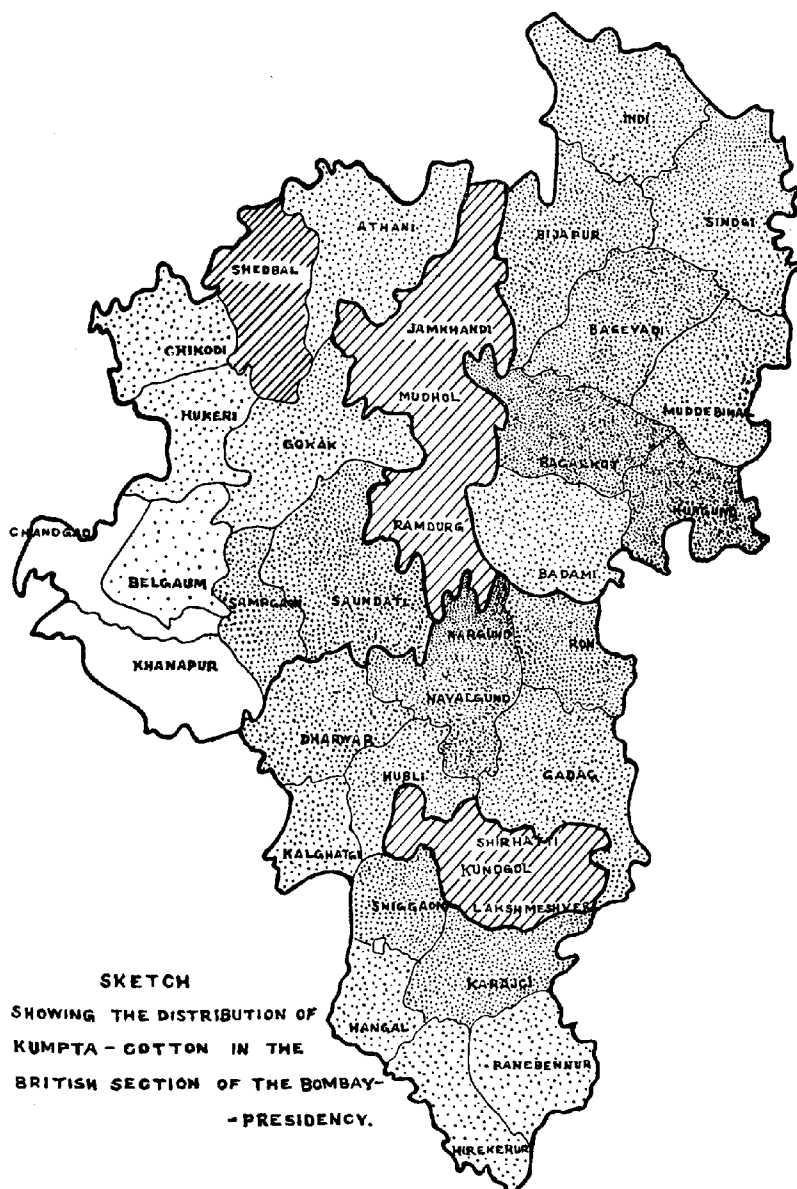 INDI
SINDGI
BIJAPUR
ATHANI
SHEDBAL
BAGEVADI
JAMKHANDI
CHIKODI
MUDHOL
MUDDEBIHAL
HUKERI
GOKAK
BAGALKOT
HUNGUND
RAMDURG
CHANDGAD
BELGAUM
BADAMI
SAMPGAON
SAUNDATI
NARGUND
RON
KHANAPUR
NAVALGUND
DHARWAR
HUBLI
GADAG
SHIRHATTI
KALGHATGI
KUNDGOL
SHIGGAON
LAKSHMESHVER
KARAJGI
HANGAL
RANEBENNUR
HIREKERUR
SKETCH
SHOWING THE DISTRIBUTION OF
KUMPTA - COTTON IN THE
BRITISH SECTION OF THE BOMBAY-
-PRESIDENCY.